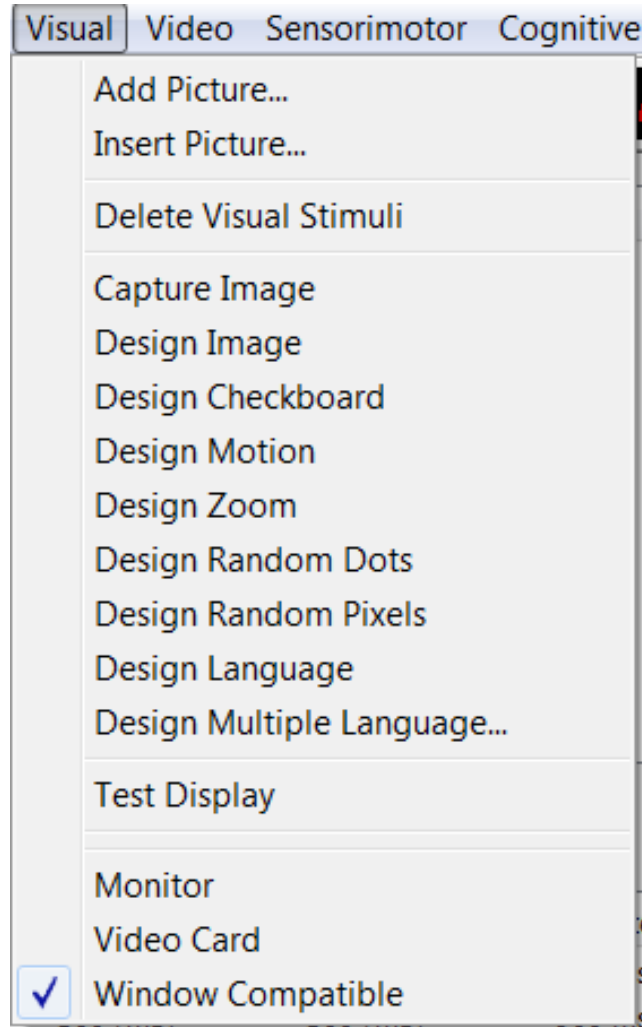 Visual Video Sensorimotor Cognitive
Add Picture...
Insert Picture...
Delete Visual Stimuli
Capture Image
Design Image
Design Checkboard
Design Motion
Design Zoom
Design Random Dots
Design Random Pixels
Design Language
Design Multiple Language...
Test Display
Monitor
Video Card
Window Compatible